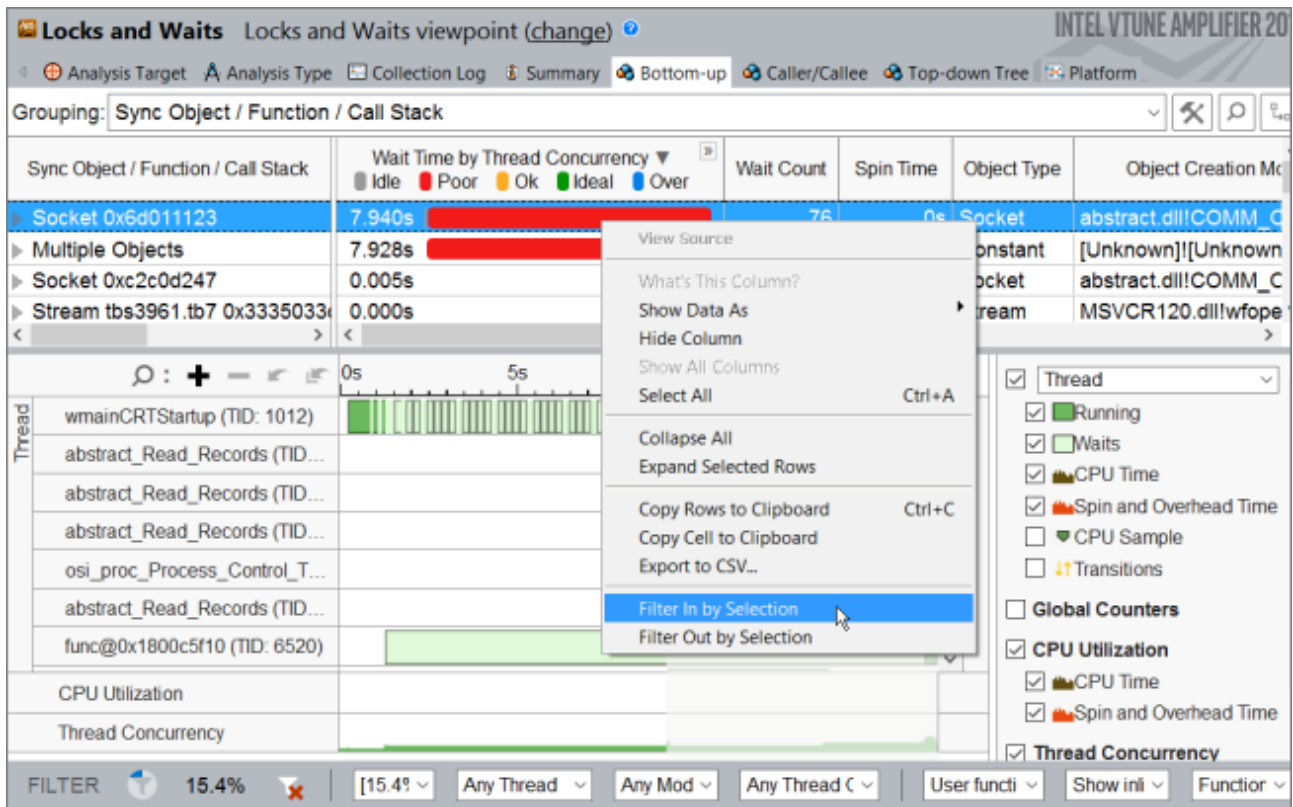 Locks and Waits Locks and Waits viewpoint (change)
INTEL VTUNE AMPLIFIER 20
Analysis Target Analysis Type Collection Log Summary Bottom-up Caller/Callee Top-down Tree Platform
Grouping: Sync Object / Function / Call Stack
Sync Object / Function / Call Stack Wait Time by Thread Concurrency Wait Count Spin Time Object Type Object Creation Mo
Idle Poor Ok Ideal Over
Socket 0x6d011123 7.940s 76 0s Socket abstract.dll!COMM_C
Multiple Objects 7.928s onstant [Unknown]![Unknown
Socket 0xc2c0d247 0.005s ocket abstract.dll!COMM_C
Stream tbs3961.tb7 0x3335033 0.000s ream MSVCR120.dll!wfope
View Source
What's This Column?
Show Data As
Hide Column
Show All Columns
Select All Ctrl+A
Collapse All
Expand Selected Rows
Copy Rows to Clipboard Ctrl+C
Copy Cell to Clipboard
Export to CSV...
Filter In by Selection
Filter Out by Selection
0s 5s
Thread
wmainCRTStartup (TID: 1012)
abstract_Read_Records (TID...
abstract_Read_Records (TID...
abstract_Read_Records (TID...
osi_proc_Process_Control_T...
abstract_Read_Records (TID...
func@0x1800c5f10 (TID: 6520)
CPU Utilization
Thread Concurrency
Thread
Running
Waits
CPU Time
Spin and Overhead Time
CPU Sample
Transitions
Global Counters
CPU Utilization
CPU Time
Spin and Overhead Time
Thread Concurrency
FILTER 15.4% [15.4% Any Thread Any Mod Any Thread C User functi Show inli Function